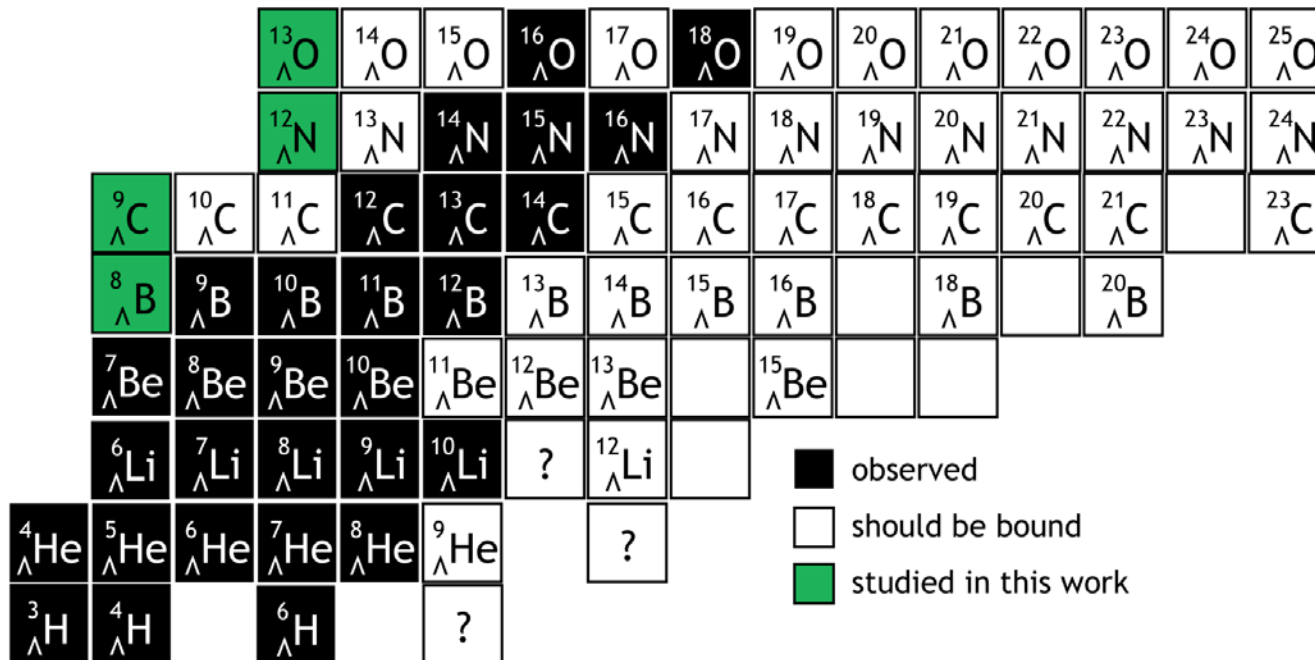 ¹³ΛO ¹⁴ΛO ¹⁵ΛO ¹⁶ΛO ¹⁷ΛO ¹⁸ΛO ¹⁹ΛO ²⁰ΛO ²¹ΛO ²²ΛO ²³ΛO ²⁴ΛO ²⁵ΛO
¹²ΛN ¹³ΛN ¹⁴ΛN ¹⁵ΛN ¹⁶ΛN ¹⁷ΛN ¹⁸ΛN ¹⁹ΛN ²⁰ΛN ²¹ΛN ²²ΛN ²³ΛN ²⁴ΛN
⁹ΛC ¹⁰ΛC ¹¹ΛC ¹²ΛC ¹³ΛC ¹⁴ΛC ¹⁵ΛC ¹⁶ΛC ¹⁷ΛC ¹⁸ΛC ¹⁹ΛC ²⁰ΛC ²¹ΛC ²³ΛC
⁸ΛB ⁹ΛB ¹⁰ΛB ¹¹ΛB ¹²ΛB ¹³ΛB ¹⁴ΛB ¹⁵ΛB ¹⁶ΛB ¹⁸ΛB ²⁰ΛB
⁷ΛBe ⁸ΛBe ⁹ΛBe ¹⁰ΛBe ¹¹ΛBe ¹²ΛBe ¹³ΛBe ¹⁵ΛBe
⁶ΛLi ⁷ΛLi ⁸ΛLi ⁹ΛLi ¹⁰ΛLi ? ¹²ΛLi
⁴ΛHe ⁵ΛHe ⁶ΛHe ⁷ΛHe ⁸ΛHe ⁹ΛHe ?
³ΛH ⁴ΛH ⁶ΛH ?
observed
should be bound
studied in this work